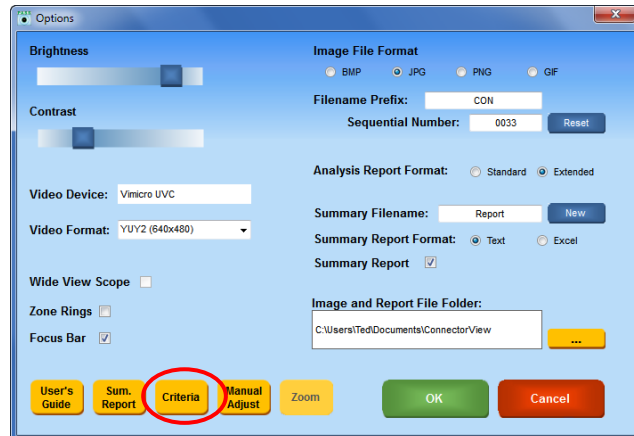 Options
Brightness
Contrast
Video Device: Vimicro UVC
Video Format: YUY2 (640x480)
Wide View Scope
Zone Rings
Focus Bar
Image File Format
BMP JPG PNG GIF
Filename Prefix: CON
Sequential Number: 0033 Reset
Analysis Report Format: Standard Extended
Summary Filename: Report New
Summary Report Format: Text Excel
Summary Report
Image and Report File Folder:
C:\Users\Ted\Documents\ConnectorView
...
User's Guide
Sum. Report
Criteria
Manual Adjust
Zoom
OK
Cancel